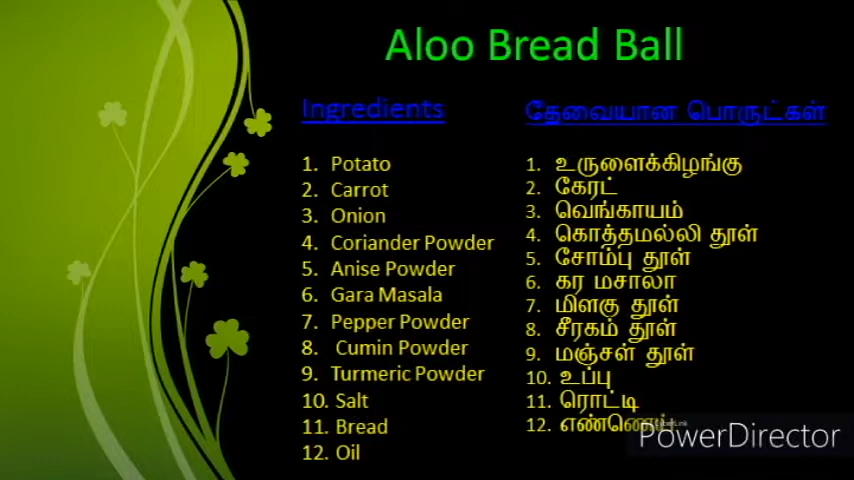 Aloo Bread Ball
Ingredients
1. Potato
2. Carrot
3. Onion
4. Coriander Powder
5. Anise Powder
6. Gara Masala
7. Pepper Powder
8. Cumin Powder
9. Turmeric Powder
10. Salt
11. Bread
12. Oil
தேவையான பொருட்கள்
1. உருளைக்கிழங்கு
2. கேரட்
3. வெங்காயம்
4. கொத்தமல்லி தூள்
5. சோம்பு தூள்
6. கர மசாலா
7. மிளகு தூள்
8. சீரகம் தூள்
9. மஞ்சள் தூள்
10. உப்பு
11. ரொட்டி
12.
PowerDirector